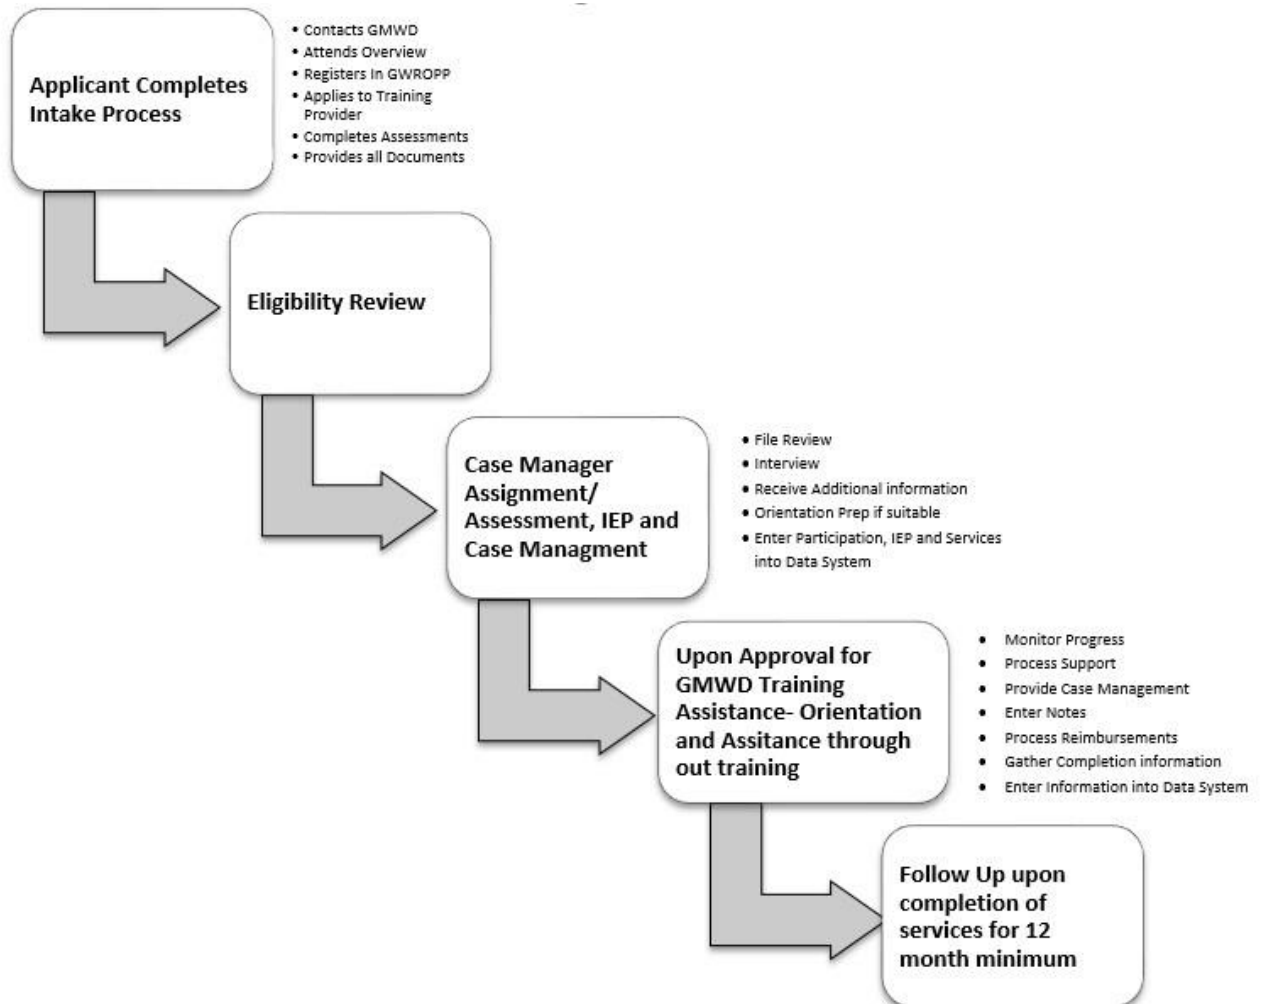 Applicant Completes
Intake Process
• Contacts GMWD
• Attends Overview
• Registers In GWROPP
• Applies to Training
Provider
• Completes Assessments
• Provides all Documents
Eligibility Review
Case Manager
Assignment/
Assessment, IEP and
Case Managment
• File Review
• Interview
• Receive Additional information
• Orientation Prep if suitable
• Enter Participation, IEP and Services
into Data System
Upon Approval for
GMWD Training
Assistance- Orientation
and Assitance through
out training
• Monitor Progress
• Process Support
• Provide Case Management
• Enter Notes
• Process Reimbursements
• Gather Completion information
• Enter Information into Data System
Follow Up upon
completion of
services for 12
month minimum